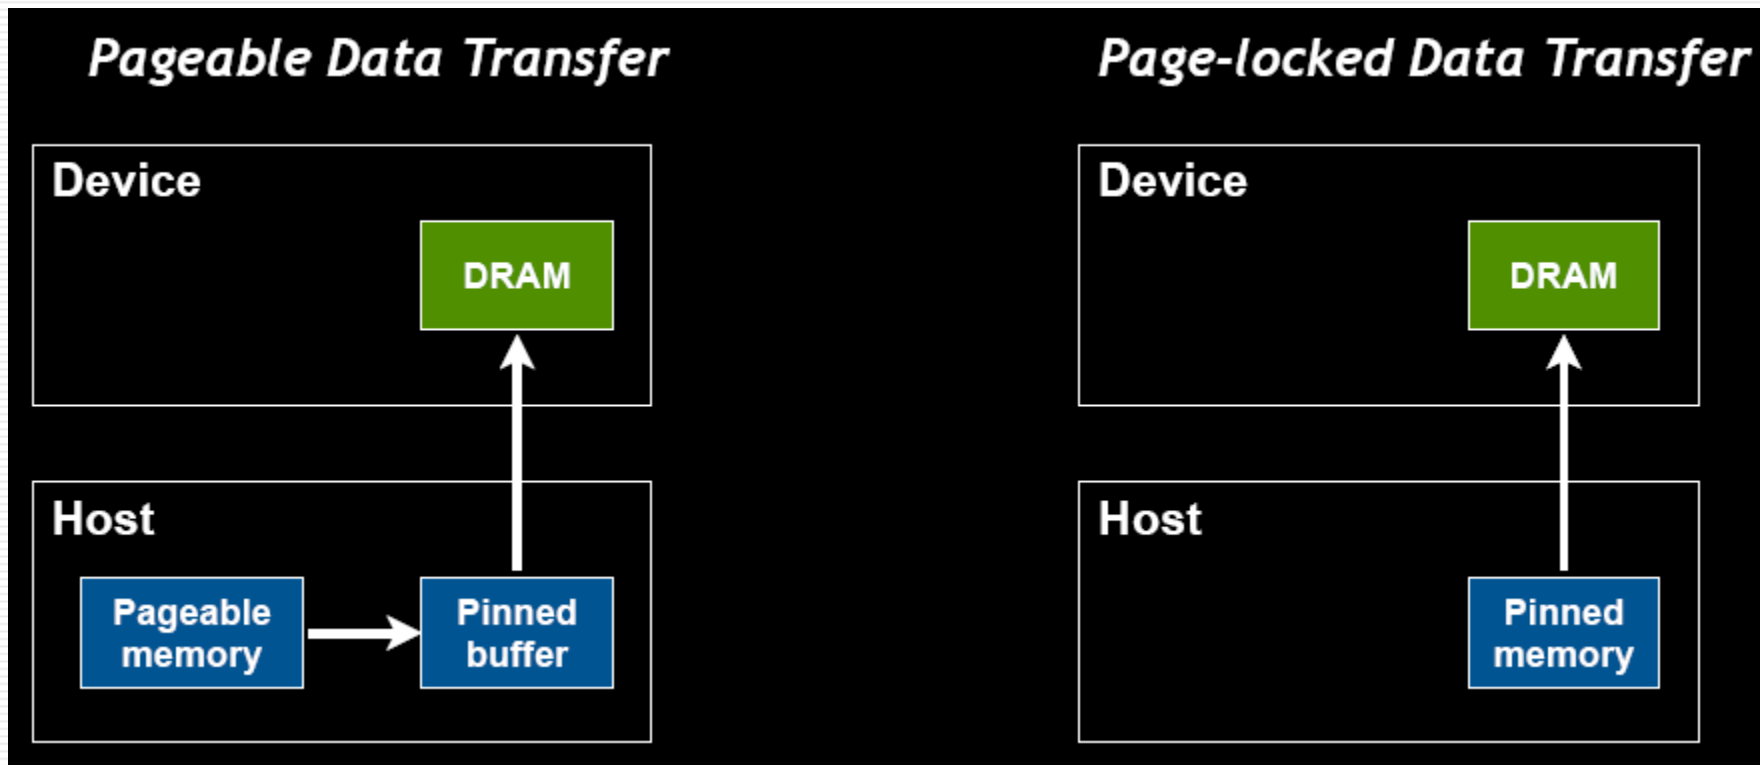 Pageable Data Transfer
Device
DRAM
Host
Pageable
memory
Pinned
buffer
Page-locked Data Transfer
Device
DRAM
Host
Pinned
memory